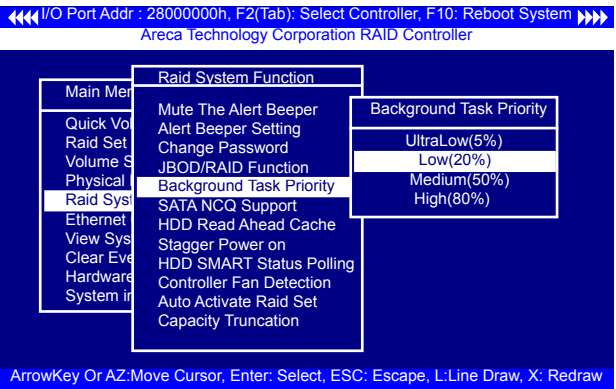 I/O Port Addr : 28000000h, F2(Tab): Select Controller, F10: Reboot System
Areca Technology Corporation RAID Controller
Main Mer
Quick Vol
Raid Set
Volume S
Physical
Raid Syst
Ethernet
View Sys
Clear Eve
Hardware
System in
Raid System Function
Mute The Alert Beeper
Alert Beeper Setting
Change Password
JBOD/RAID Function
Background Task Priority
SATA NCQ Support
HDD Read Ahead Cache
Stagger Power on
HDD SMART Status Polling
Controller Fan Detection
Auto Activate Raid Set
Capacity Truncation
Background Task Priority
UltraLow(5%)
Low(20%)
Medium(50%)
High(80%)
ArrowKey Or AZ:Move Cursor, Enter: Select, ESC: Escape, L:Line Draw, X: Redraw